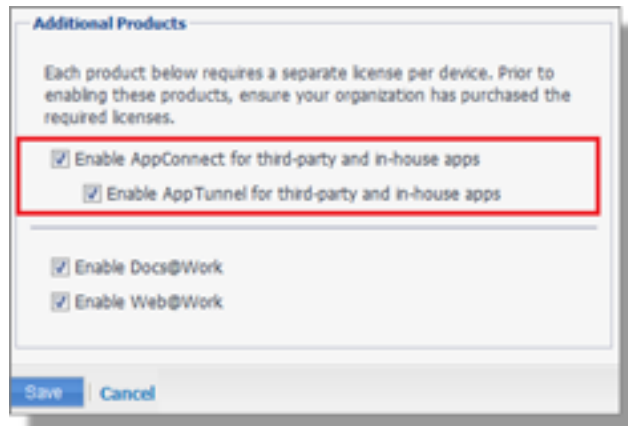 Additional Products
Each product below requires a separate license per device. Prior to
enabling these products, ensure your organization has purchased the
required licenses.
Enable AppConnect for third-party and in-house apps
Enable AppTunnel for third-party and in-house apps
Enable Docs@Work
Enable Web@Work
Save Cancel